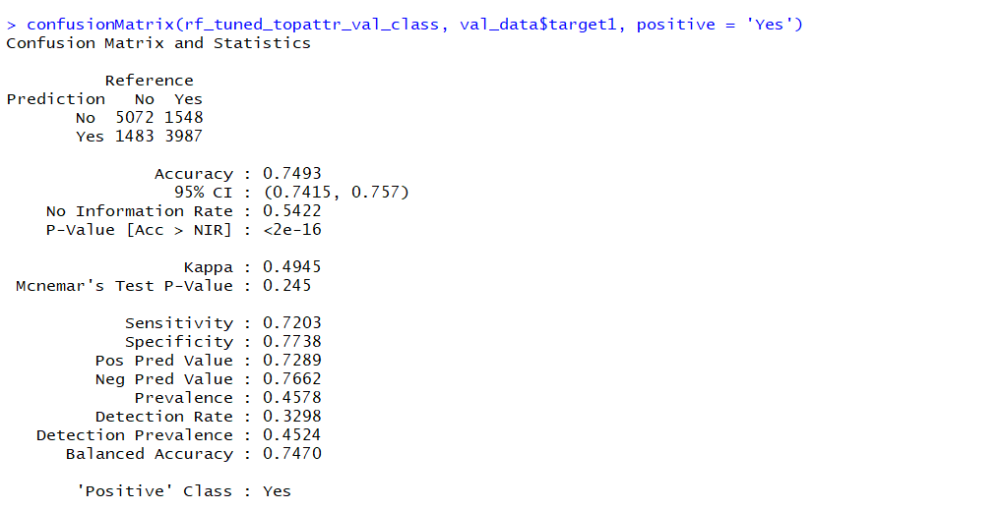 > confusionMatrix(rf_tuned_topattr_val_class, val_data$target1, positive = 'Yes')
Confusion Matrix and Statistics
Reference
Prediction No Yes
No 5072 1548
Yes 1483 3987
Accuracy : 0.7493
95% CI : (0.7415, 0.757)
No Information Rate : 0.5422
P-Value [Acc > NIR] : <2e-16
Kappa : 0.4945
Mcnemar's Test P-Value : 0.245
Sensitivity : 0.7203
Specificity : 0.7738
Pos Pred Value : 0.7289
Neg Pred Value : 0.7662
Prevalence : 0.4578
Detection Rate : 0.3298
Detection Prevalence : 0.4524
Balanced Accuracy : 0.7470
'Positive' Class : Yes